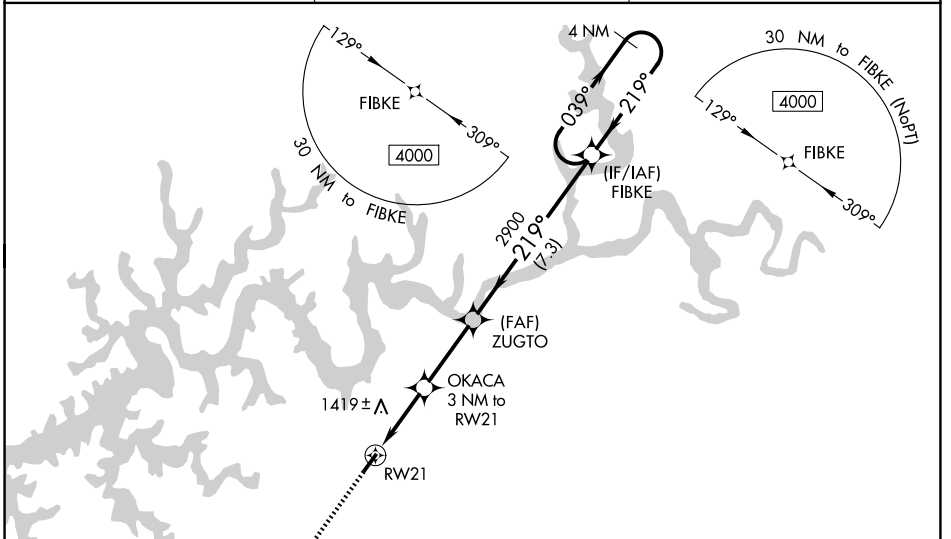 129°
FIBKE
309°
4000
30 NM to FIBKE
4 NM
039°
219°
(IF/IAF)
FIBKE
30 NM to FIBKE (NoPT)
129°
4000
FIBKE
309°
2900
219°
(7.3)
(FAF)
ZUGTO
OKACA
3 NM to
RW21
1419±
RW21